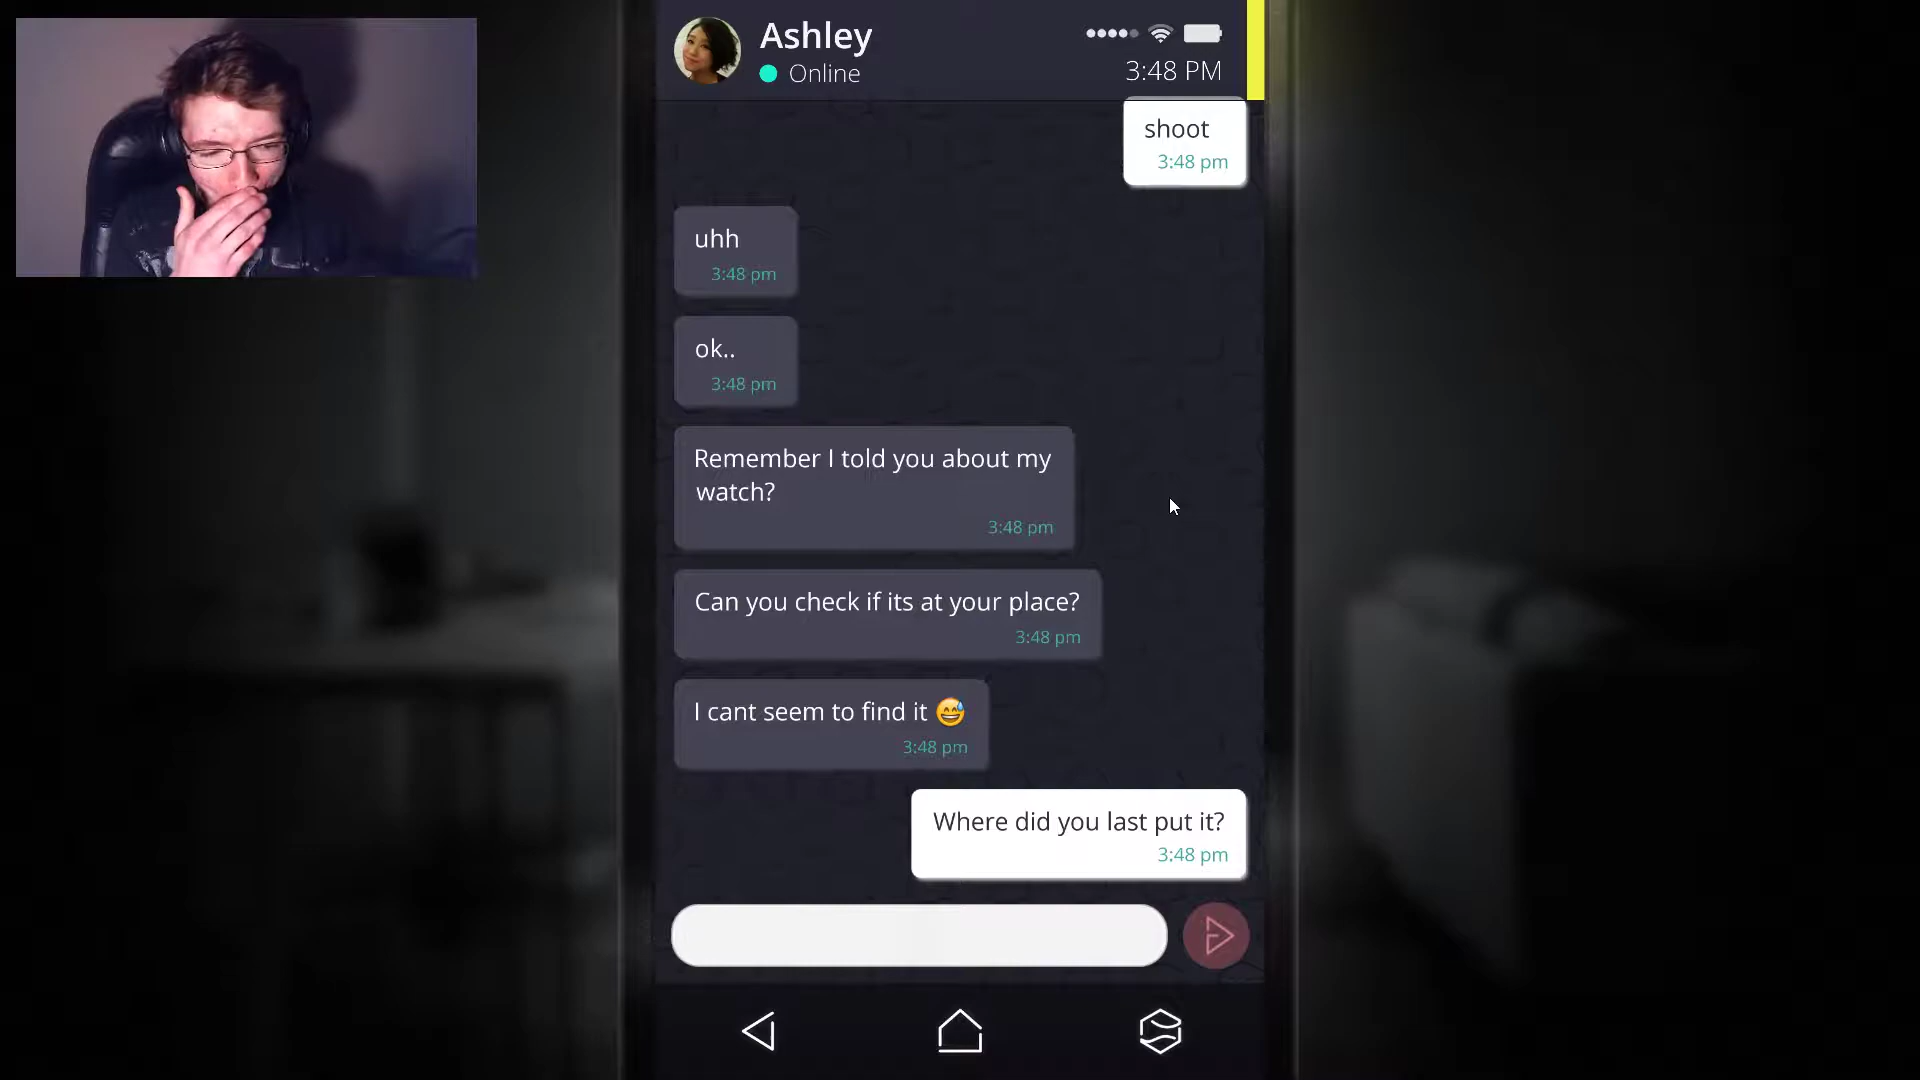 Ashley
Online
3:48 PM
shoot
3:48 pm
uhh
3:48 pm
ok..
3:48 pm
Remember I told you about my
watch?
3:48 pm
Can you check if its at your place?
3:48 pm
I cant seem to find it 😅
3:48 pm
Where did you last put it?
3:48 pm